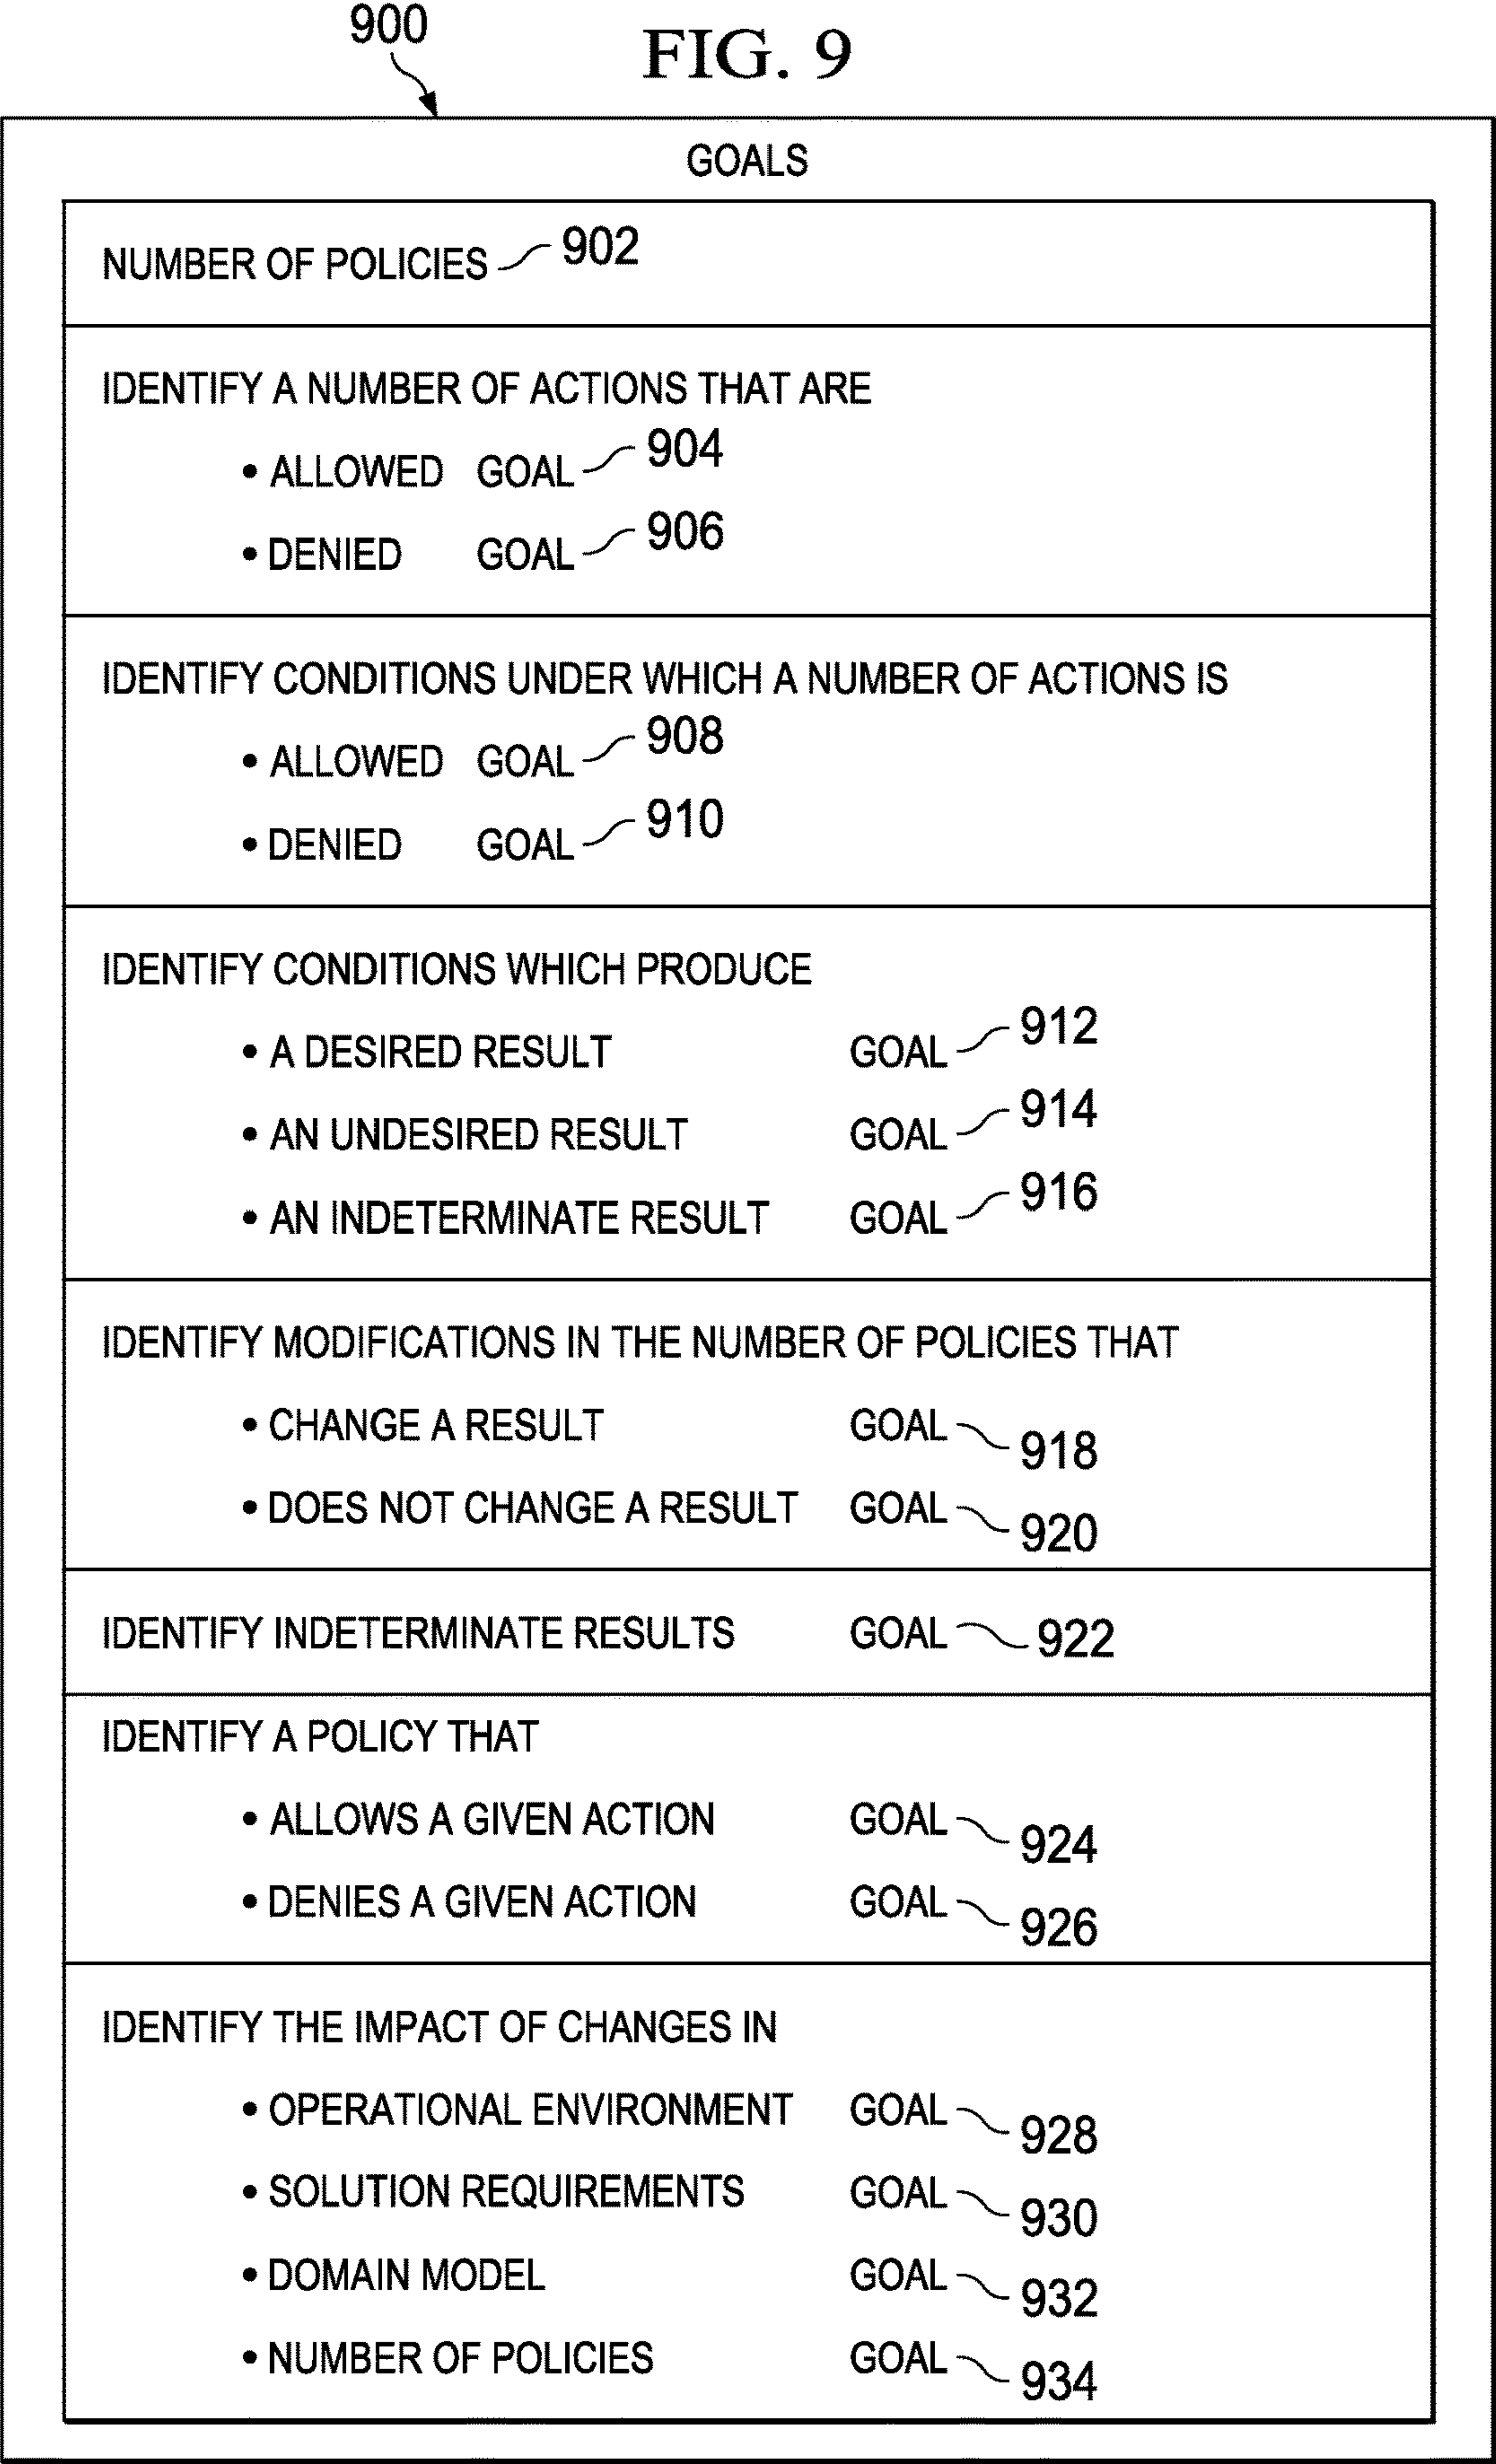 900
FIG. 9
GOALS
NUMBER OF POLICIES 902
IDENTIFY A NUMBER OF ACTIONS THAT ARE
• ALLOWED GOAL 904
• DENIED GOAL 906
IDENTIFY CONDITIONS UNDER WHICH A NUMBER OF ACTIONS IS
• ALLOWED GOAL 908
• DENIED GOAL 910
IDENTIFY CONDITIONS WHICH PRODUCE
• A DESIRED RESULT GOAL 912
• AN UNDESIRED RESULT GOAL 914
• AN INDETERMINATE RESULT GOAL 916
IDENTIFY MODIFICATIONS IN THE NUMBER OF POLICIES THAT
• CHANGE A RESULT GOAL 918
• DOES NOT CHANGE A RESULT GOAL 920
IDENTIFY INDETERMINATE RESULTS GOAL 922
IDENTIFY A POLICY THAT
• ALLOWS A GIVEN ACTION GOAL 924
• DENIES A GIVEN ACTION GOAL 926
IDENTIFY THE IMPACT OF CHANGES IN
• OPERATIONAL ENVIRONMENT GOAL 928
• SOLUTION REQUIREMENTS GOAL 930
• DOMAIN MODEL GOAL 932
• NUMBER OF POLICIES GOAL 934